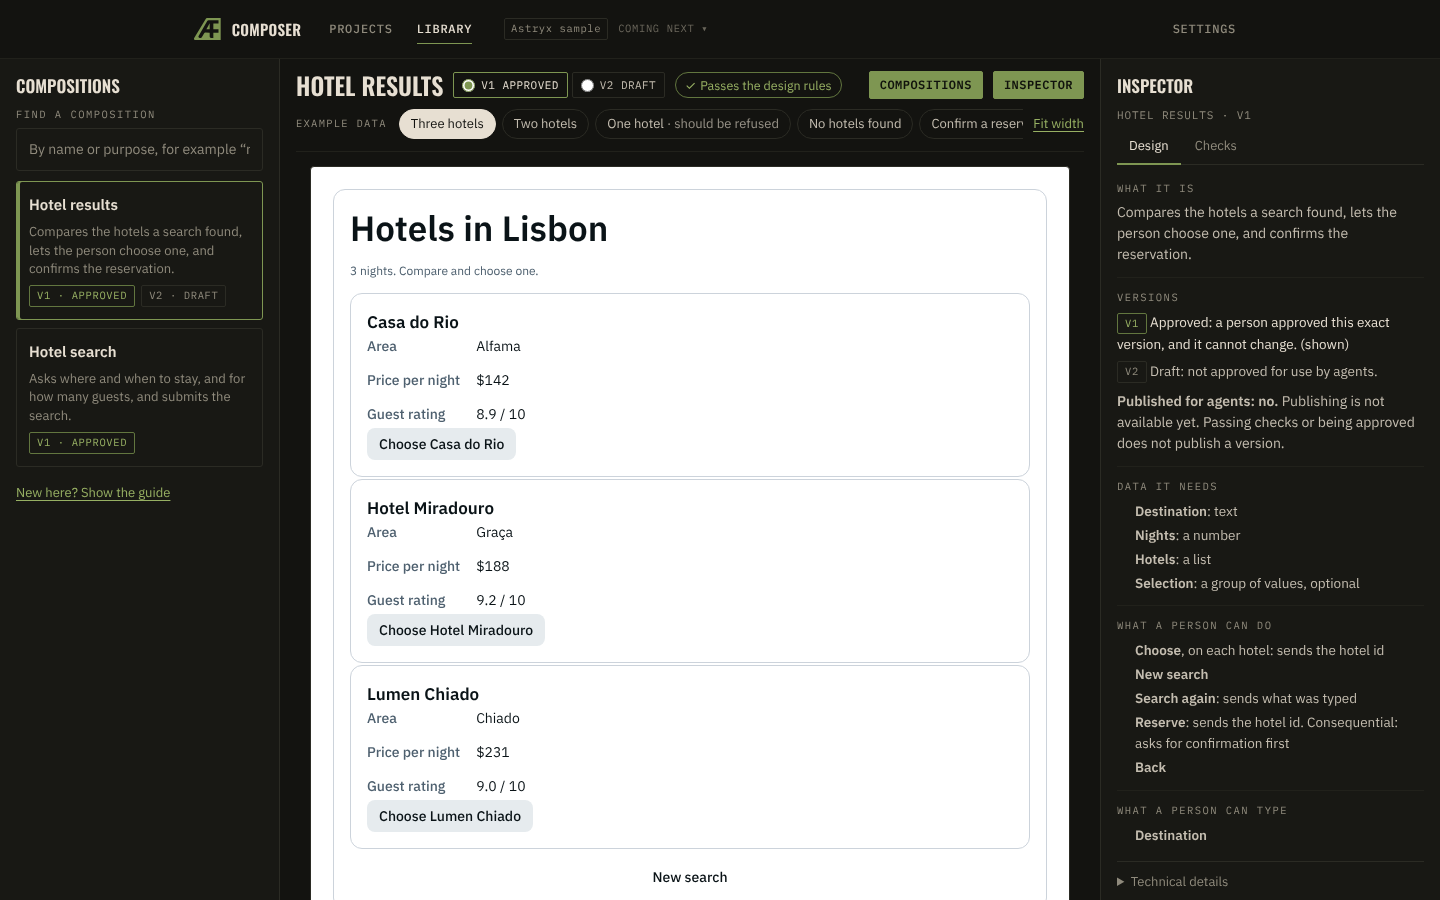 COMPOSER
PROJECTS
LIBRARY
Astryx sample
COMING NEXT ▾
SETTINGS
COMPOSITIONS
FIND A COMPOSITION
By name or purpose, for example “r
Hotel results
Compares the hotels a search found,
lets the person choose one, and
confirms the reservation.
V1 · APPROVED
V2 · DRAFT
Hotel search
Asks where and when to stay, and for
how many guests, and submits the
search.
V1 · APPROVED
New here? Show the guide
HOTEL RESULTS
V1 APPROVED
V2 DRAFT
✓ Passes the design rules
COMPOSITIONS
INSPECTOR
EXAMPLE DATA
Three hotels
Two hotels
One hotel · should be refused
No hotels found
Confirm a reser
Fit width
Hotels in Lisbon
3 nights. Compare and choose one.
Casa do Rio
Area Alfama
Price per night $142
Guest rating 8.9 / 10
Choose Casa do Rio
Hotel Miradouro
Area Graça
Price per night $188
Guest rating 9.2 / 10
Choose Hotel Miradouro
Lumen Chiado
Area Chiado
Price per night $231
Guest rating 9.0 / 10
Choose Lumen Chiado
New search
INSPECTOR
HOTEL RESULTS · V1
Design
Checks
WHAT IT IS
Compares the hotels a search found, lets the
person choose one, and confirms the
reservation.
VERSIONS
V1 Approved: a person approved this exact
version, and it cannot change. (shown)
V2 Draft: not approved for use by agents.
Published for agents: no. Publishing is not
available yet. Passing checks or being approved
does not publish a version.
DATA IT NEEDS
Destination: text
Nights: a number
Hotels: a list
Selection: a group of values, optional
WHAT A PERSON CAN DO
Choose, on each hotel: sends the hotel id
New search
Search again: sends what was typed
Reserve: sends the hotel id. Consequential:
asks for confirmation first
Back
WHAT A PERSON CAN TYPE
Destination
▶ Technical details